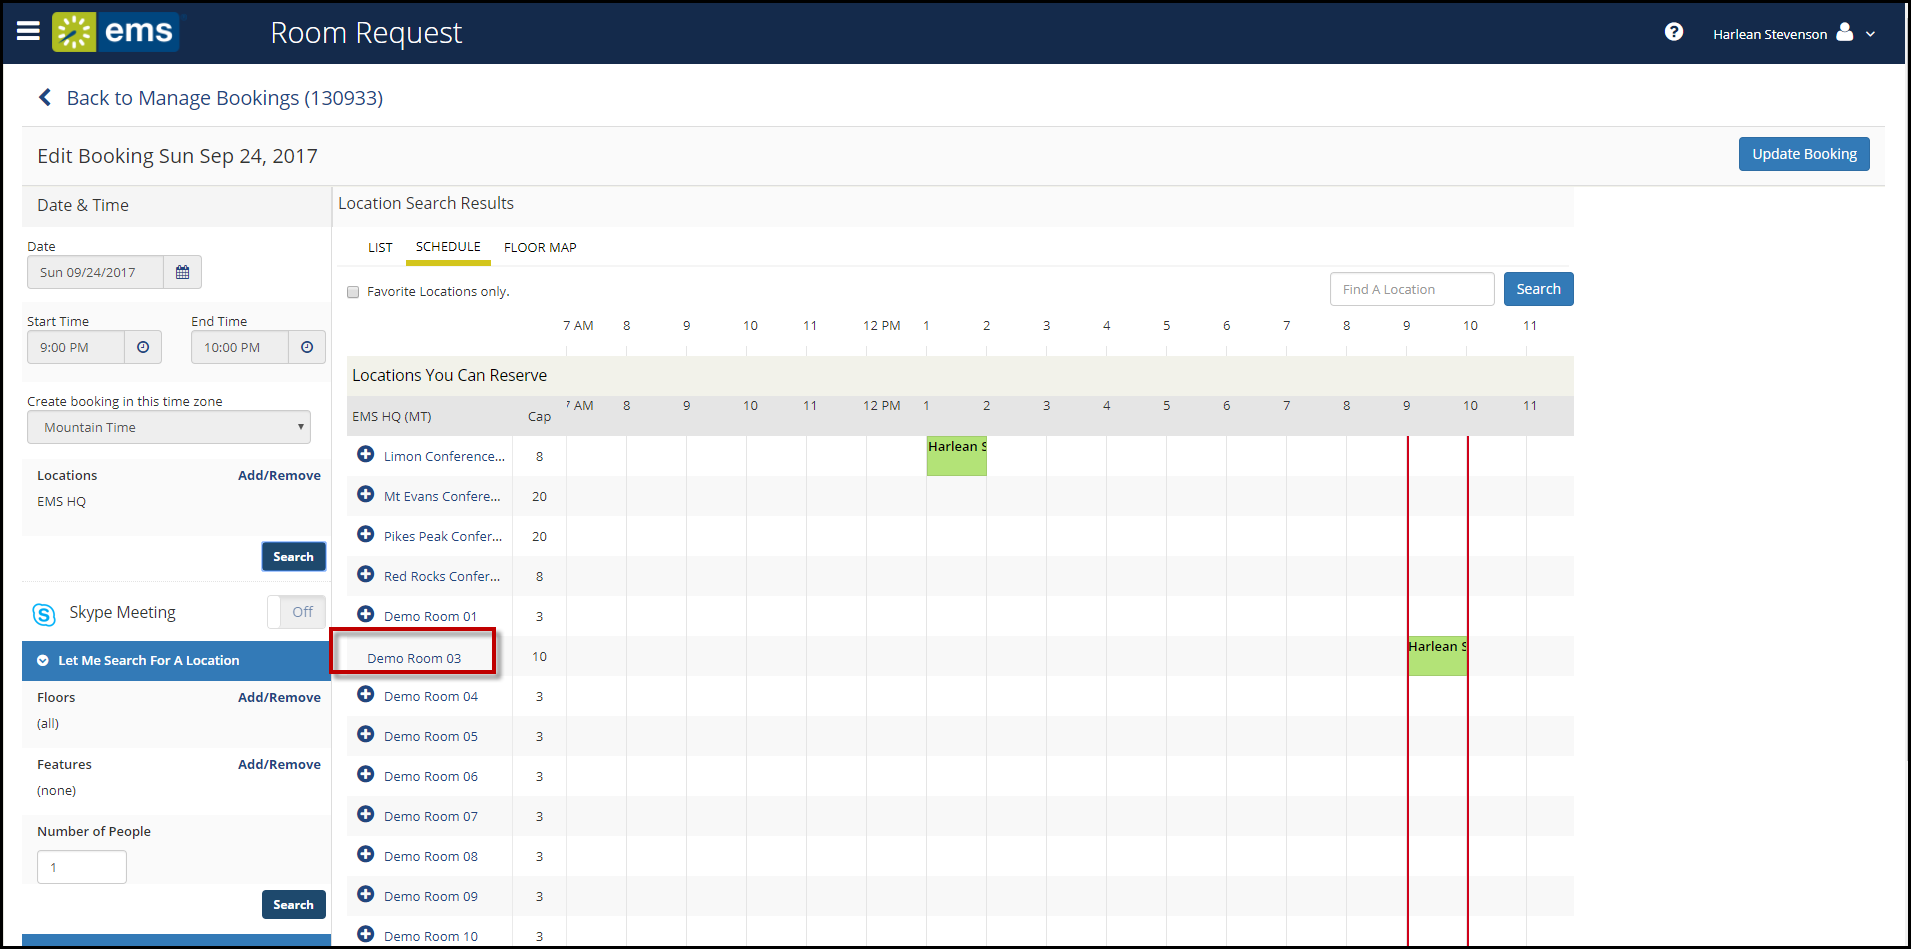 ems
Room Request
Harlean Stevenson
Back to Manage Bookings (130933)
Edit Booking Sun Sep 24, 2017
Update Booking
Date & Time
Location Search Results
LIST SCHEDULE FLOOR MAP
Date
Sun 09/24/2017
Favorite Locations only.
Find A Location
Search
Start Time End Time
9:00 PM 10:00 PM
7 AM 8 9 10 11 12 PM 1 2 3 4 5 6 7 8 9 10 11
Locations You Can Reserve
Create booking in this time zone
Mountain Time
EMS HQ (MT) Cap 7 AM 8 9 10 11 12 PM 1 2 3 4 5 6 7 8 9 10 11
Locations Add/Remove
EMS HQ
Search
Limon Conference... 8 Harlean S
Mt Evans Confere... 20
Pikes Peak Confer... 20
Red Rocks Confer... 8
Demo Room 01 3
Demo Room 03 10 Harlean S
Demo Room 04 3
Demo Room 05 3
Demo Room 06 3
Demo Room 07 3
Demo Room 08 3
Demo Room 09 3
Demo Room 10 3
Skype Meeting Off
Let Me Search For A Location
Floors Add/Remove
(all)
Features Add/Remove
(none)
Number of People
1
Search